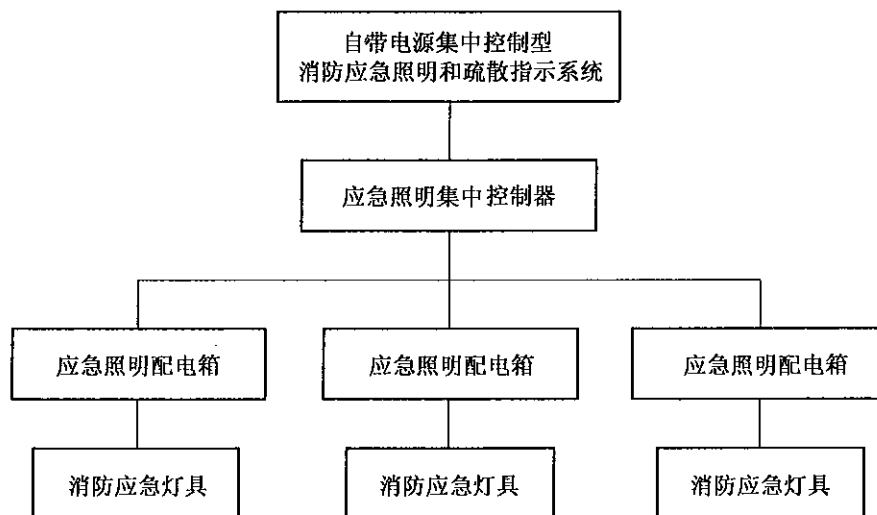 自带电源集中控制型
消防应急照明和疏散指示系统
应急照明集中控制器
应急照明配电箱
应急照明配电箱
应急照明配电箱
消防应急灯具
消防应急灯具
消防应急灯具